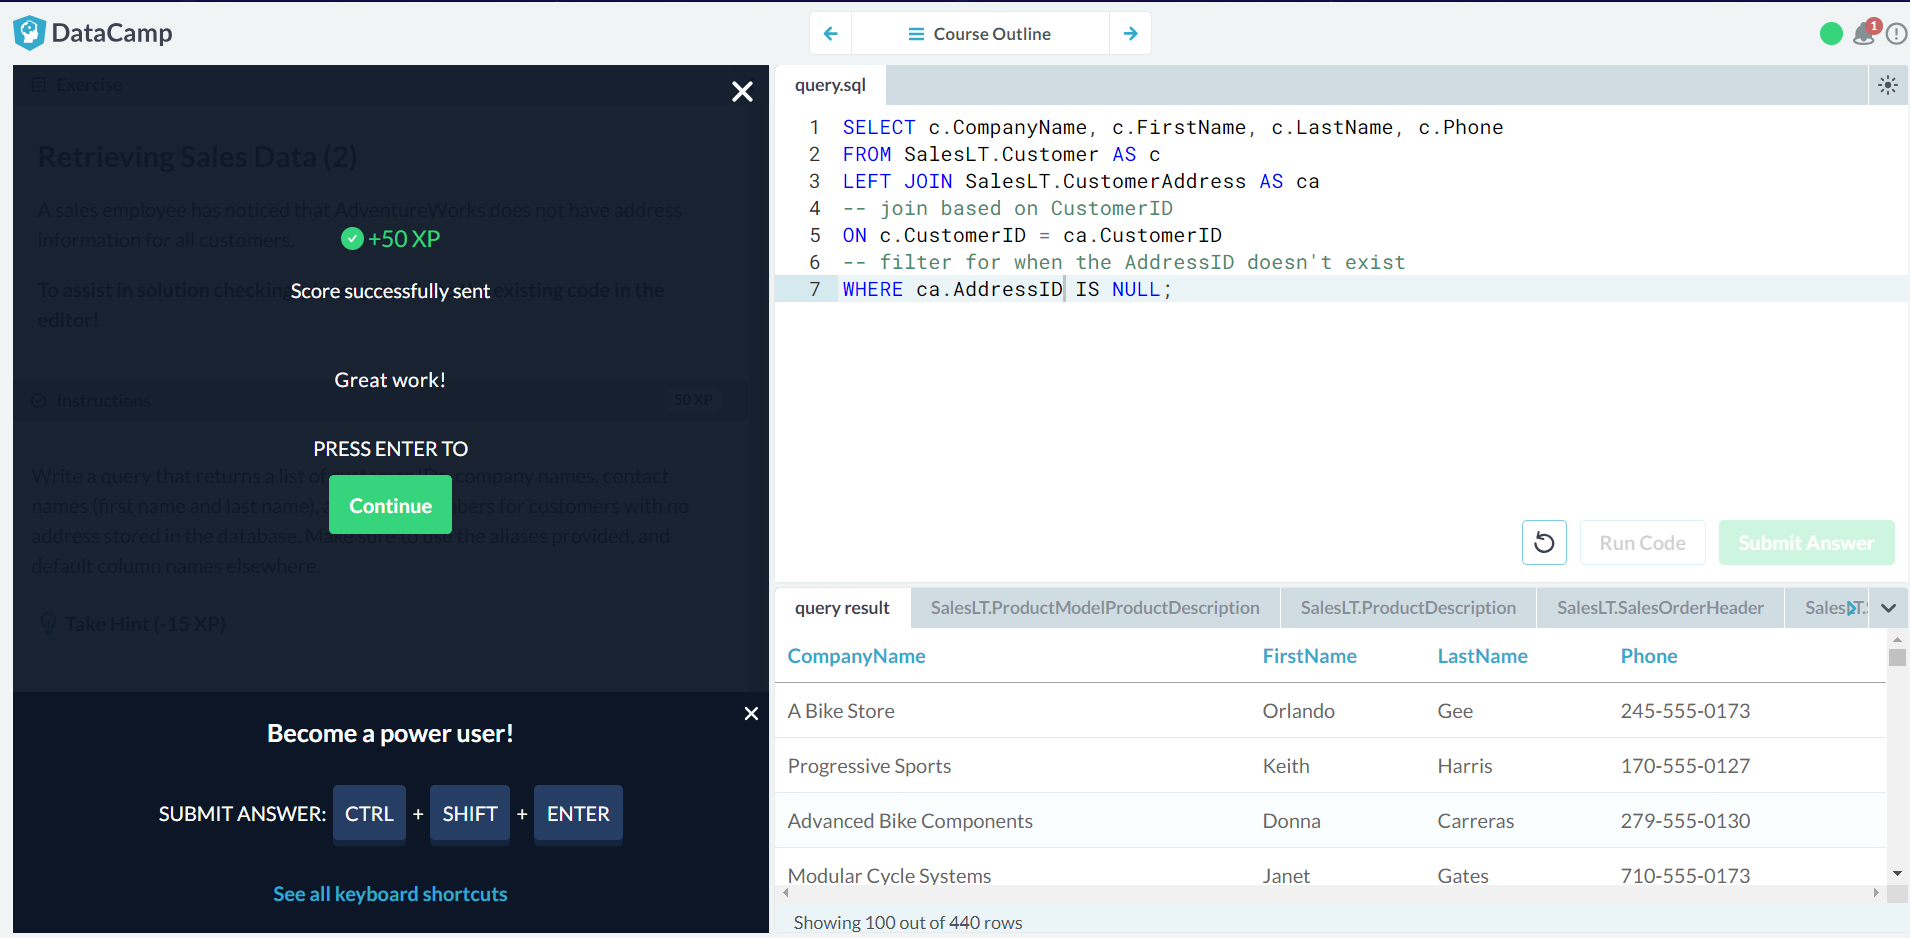 DataCamp
Course Outline
1
Exercise
Retrieving Sales Data (2)
A sales employee has noticed that AdventureWorks does not have address
information for all customers.
+50 XP
To assist in solution checking
Score successfully sent
existing code in the
editor!
Great work!
Instructions
50 XP
PRESS ENTER TO
Write a query that returns a list of customer IDs, company names, contact
names (first name and last name),
Continue
numbers for customers with no
address stored in the database. Make sure to use the aliases provided, and
default column names elsewhere.
Take Hint (-15 XP)
Become a power user!
SUBMIT ANSWER: CTRL + SHIFT + ENTER
See all keyboard shortcuts
query.sql
1 SELECT c.CompanyName, c.FirstName, c.LastName, c.Phone
2 FROM SalesLT.Customer AS c
3 LEFT JOIN SalesLT.CustomerAddress AS ca
4 -- join based on CustomerID
5 ON c.CustomerID = ca.CustomerID
6 -- filter for when the AddressID doesn't exist
7 WHERE ca.AddressID IS NULL;
Run Code
Submit Answer
query result SalesLT.ProductModelProductDescription SalesLT.ProductDescription SalesLT.SalesOrderHeader
CompanyName FirstName LastName Phone
A Bike Store Orlando Gee 245-555-0173
Progressive Sports Keith Harris 170-555-0127
Advanced Bike Components Donna Carreras 279-555-0130
Modular Cycle Systems Janet Gates 710-555-0173
Showing 100 out of 440 rows